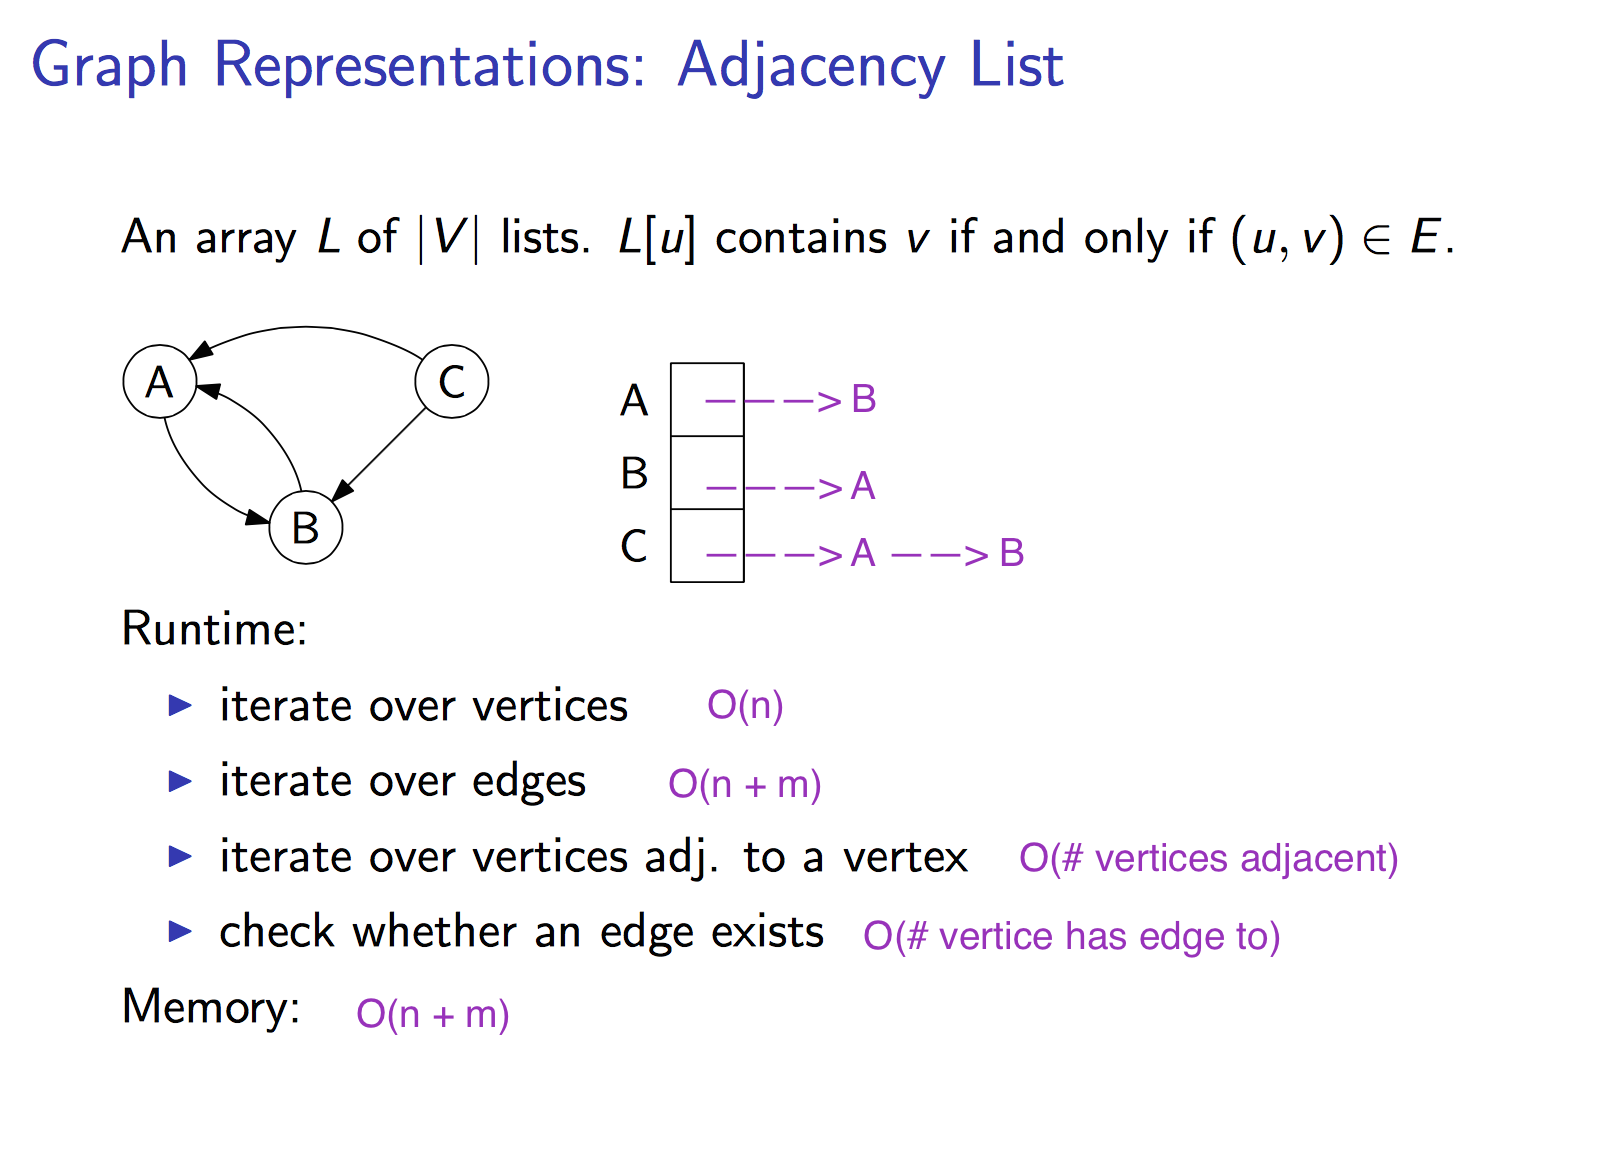 Graph Representations: Adjacency List
An array L of |V| lists. L[u] contains v if and only if (u, v) ∈ E.
A
C
B
A — — —> B
B — — —> A
C — — —> A — —> B
Runtime:
▶ iterate over vertices O(n)
▶ iterate over edges O(n + m)
▶ iterate over vertices adj. to a vertex O(# vertices adjacent)
▶ check whether an edge exists O(# vertice has edge to)
Memory: O(n + m)